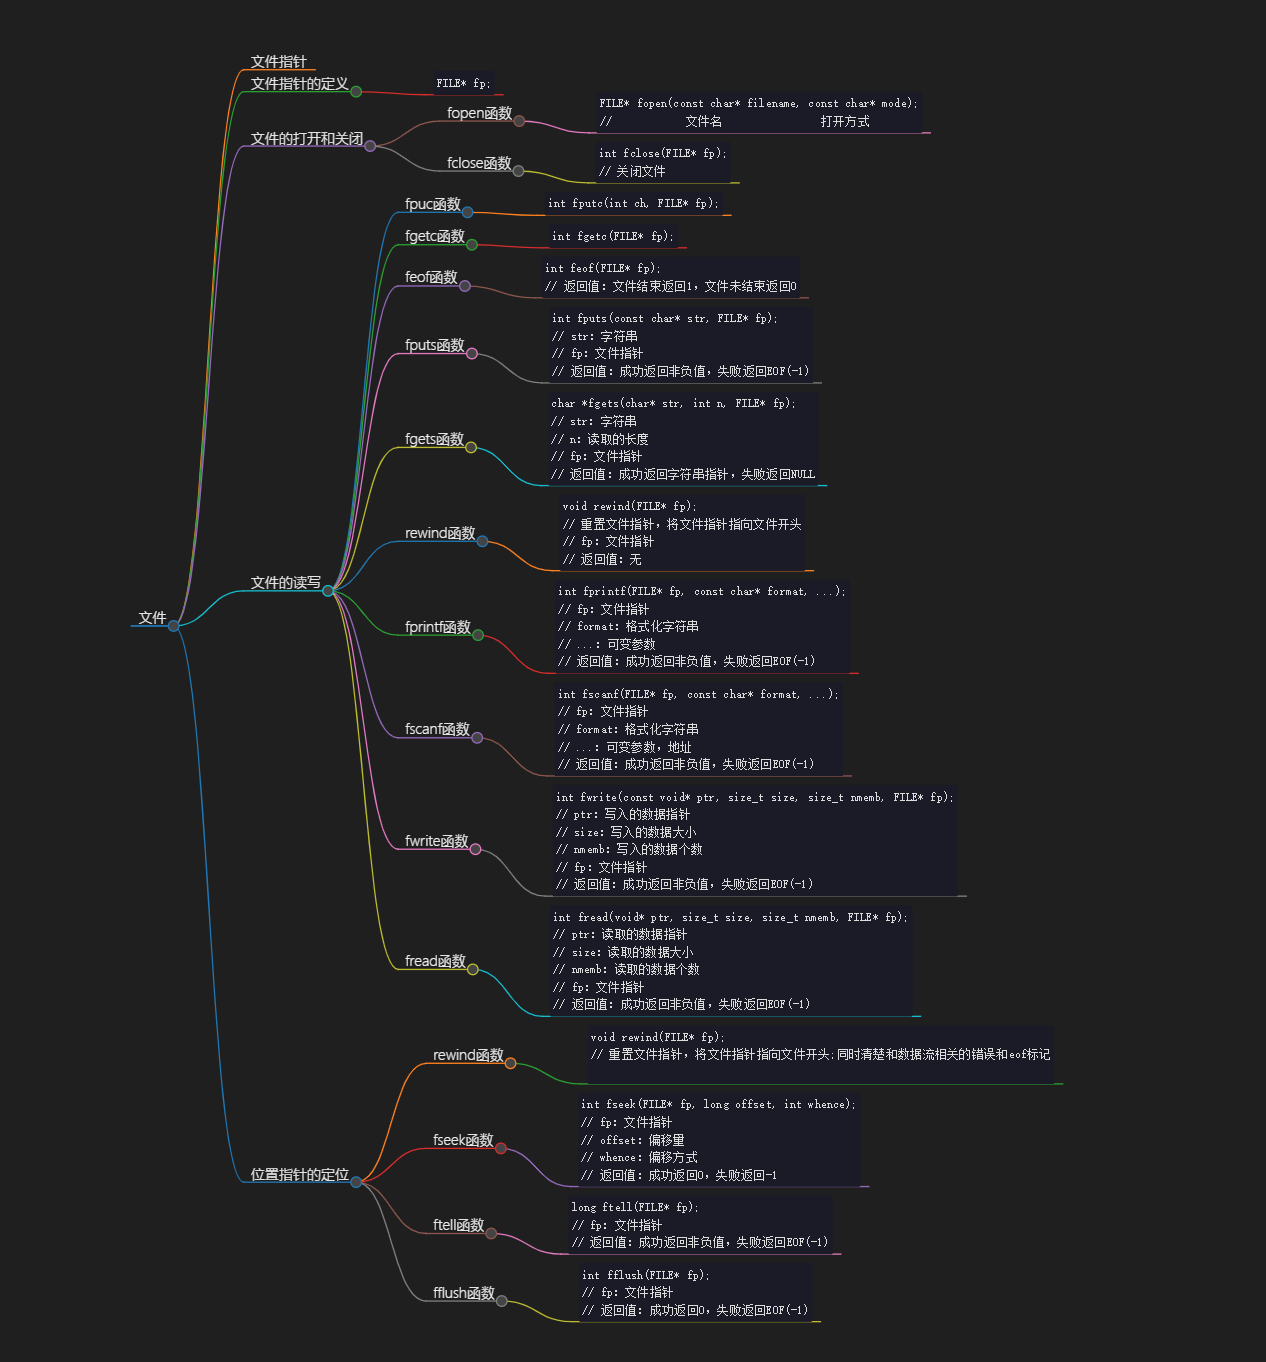 文件
文件指针
文件指针的定义
FILE* fp;
文件的打开和关闭
fopen函数
FILE* fopen(const char* filename, const char* mode);
// 文件名 打开方式
fclose函数
int fclose(FILE* fp);
// 关闭文件
文件的读写
fpuc函数
int fputc(int ch, FILE* fp);
fgetc函数
int fgetc(FILE* fp);
feof函数
int feof(FILE* fp);
// 返回值：文件结束返回1，文件未结束返回0
fputs函数
int fputs(const char* str, FILE* fp);
// str：字符串
// fp：文件指针
// 返回值：成功返回非负值，失败返回EOF(-1)
fgets函数
char *fgets(char* str, int n, FILE* fp);
// str：字符串
// n：读取的长度
// fp：文件指针
// 返回值：成功返回字符串指针，失败返回NULL
rewind函数
void rewind(FILE* fp);
// 重置文件指针，将文件指针指向文件开头
// fp：文件指针
// 返回值：无
fprintf函数
int fprintf(FILE* fp, const char* format, ...);
// fp：文件指针
// format：格式化字符串
// ...：可变参数
// 返回值：成功返回非负值，失败返回EOF(-1)
fscanf函数
int fscanf(FILE* fp, const char* format, ...);
// fp：文件指针
// format：格式化字符串
// ...：可变参数，地址
// 返回值：成功返回非负值，失败返回EOF(-1)
fwrite函数
int fwrite(const void* ptr, size_t size, size_t nmemb, FILE* fp);
// ptr：写入的数据指针
// size：写入的数据大小
// nmemb：写入的数据个数
// fp：文件指针
// 返回值：成功返回非负值，失败返回EOF(-1)
fread函数
int fread(void* ptr, size_t size, size_t nmemb, FILE* fp);
// ptr：读取的数据指针
// size：读取的数据大小
// nmemb：读取的数据个数
// fp：文件指针
// 返回值：成功返回非负值，失败返回EOF(-1)
位置指针的定位
rewind函数
void rewind(FILE* fp);
// 重置文件指针，将文件指针指向文件开头;同时清楚和数据流相关的错误和eof标记
fseek函数
int fseek(FILE* fp, long offset, int whence);
// fp：文件指针
// offset：偏移量
// whence：偏移方式
// 返回值：成功返回0，失败返回-1
ftell函数
long ftell(FILE* fp);
// fp：文件指针
// 返回值：成功返回非负值，失败返回EOF(-1)
fflush函数
int fflush(FILE* fp);
// fp：文件指针
// 返回值：成功返回0，失败返回EOF(-1)